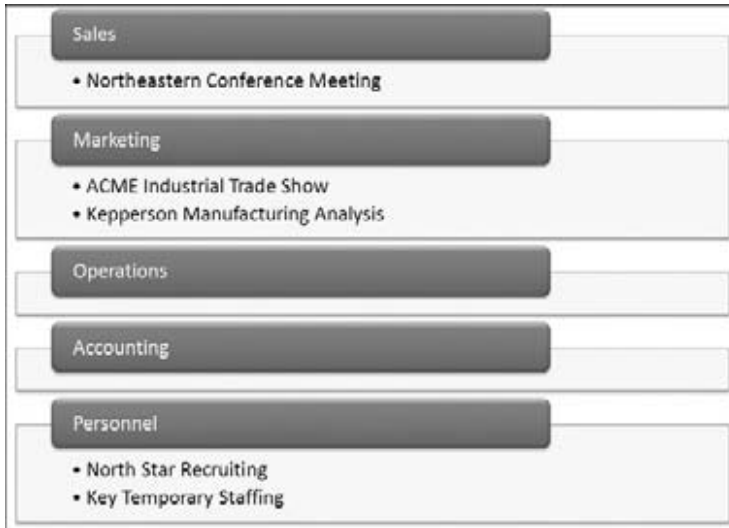 Sales
• Northeastern Conference Meeting
Marketing
• ACME Industrial Trade Show
• Kepperson Manufacturing Analysis
Operations
Accounting
Personnel
• North Star Recruiting
• Key Temporary Staffing